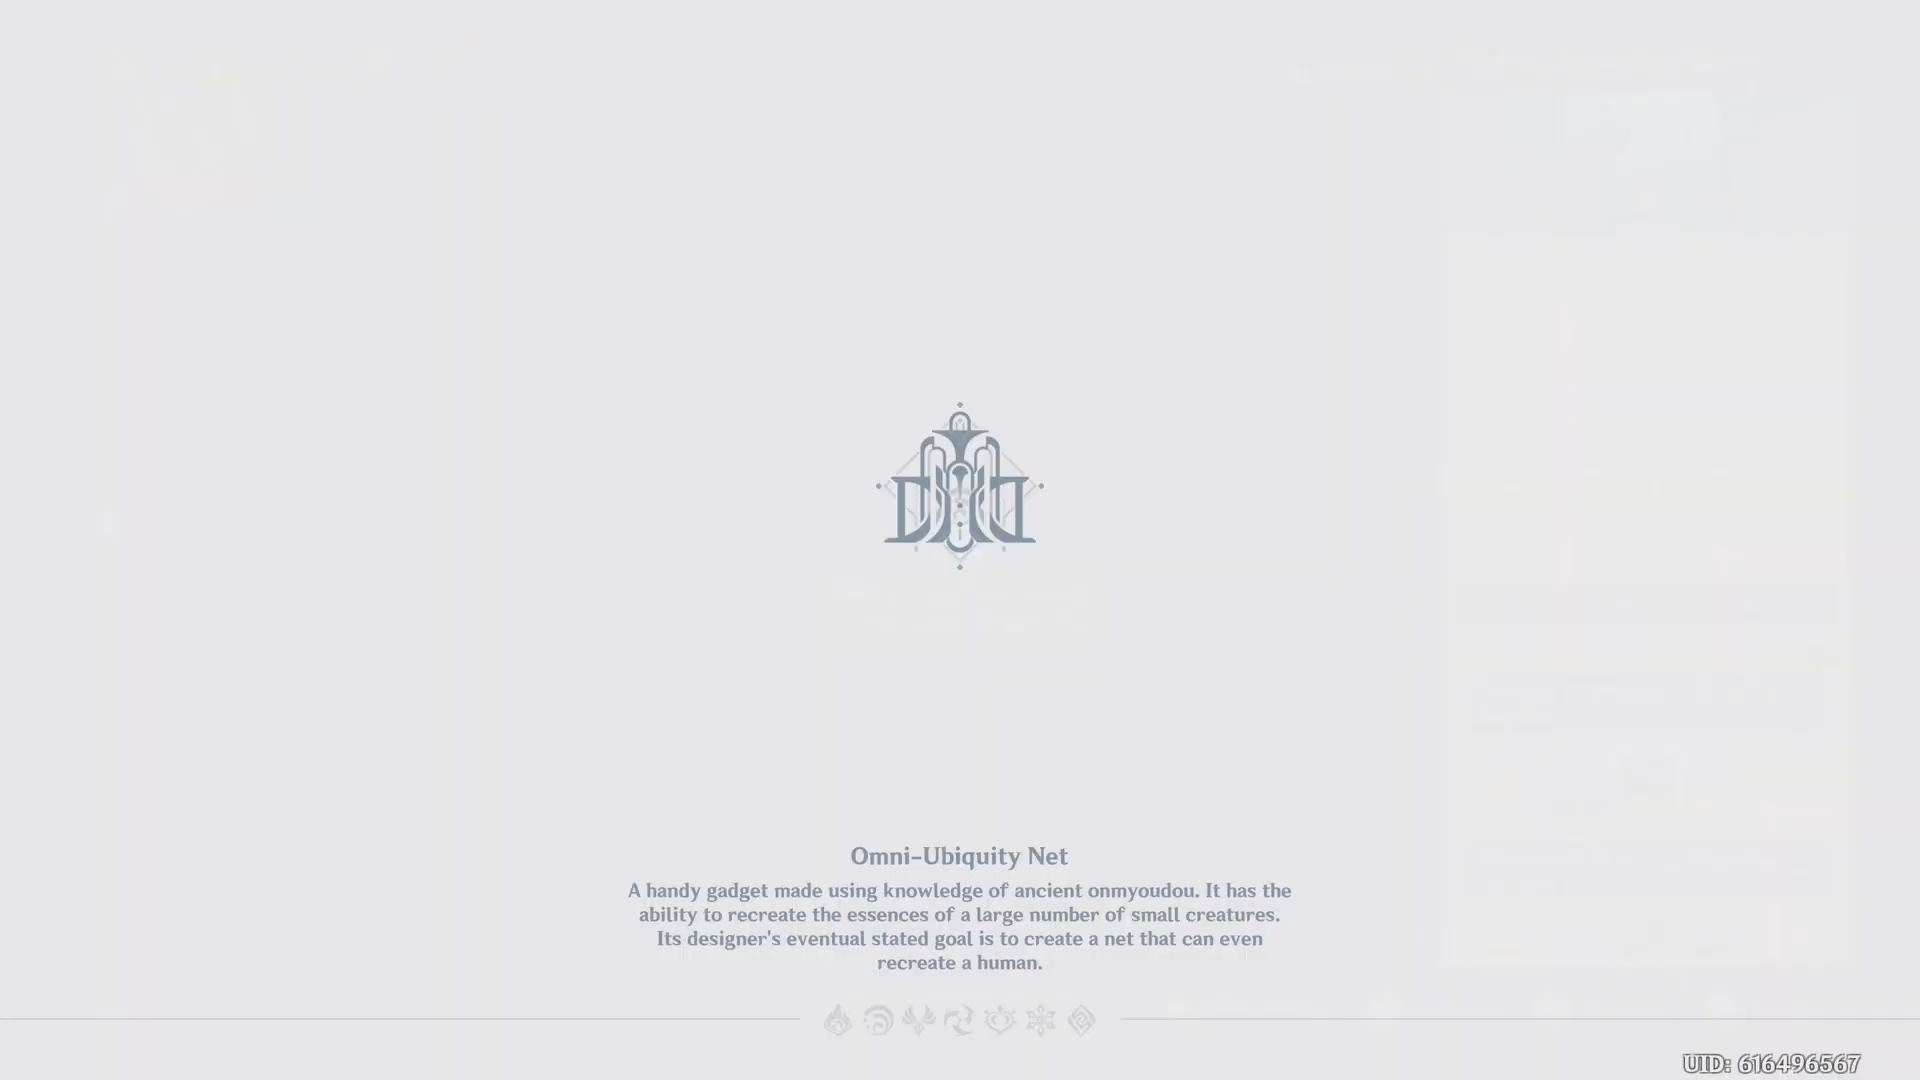 Omni-Ubiquity Net
A handy gadget made using knowledge of ancient onmyoudou. It has the
ability to recreate the essences of a large number of small creatures.
Its designer's eventual stated goal is to create a net that can even
recreate a human.
UID: 616496567